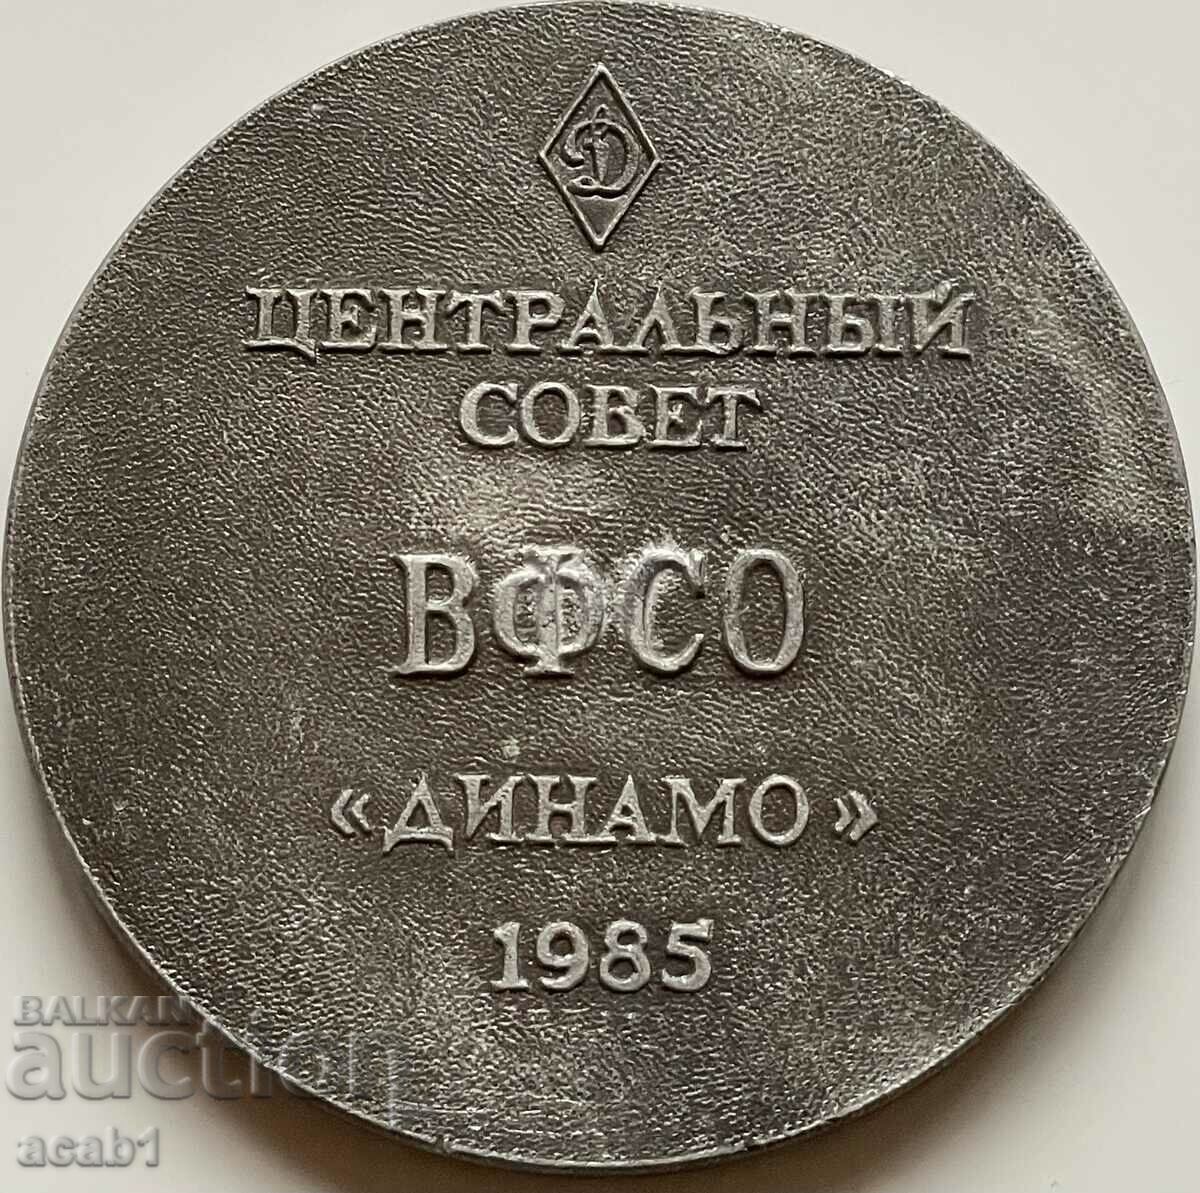 Д
ЦЕНТРАЛЬНЫЙ
СОВЕТ
ВФСО
«ДИНАМО»
1985
BALKAN
auction
acab1